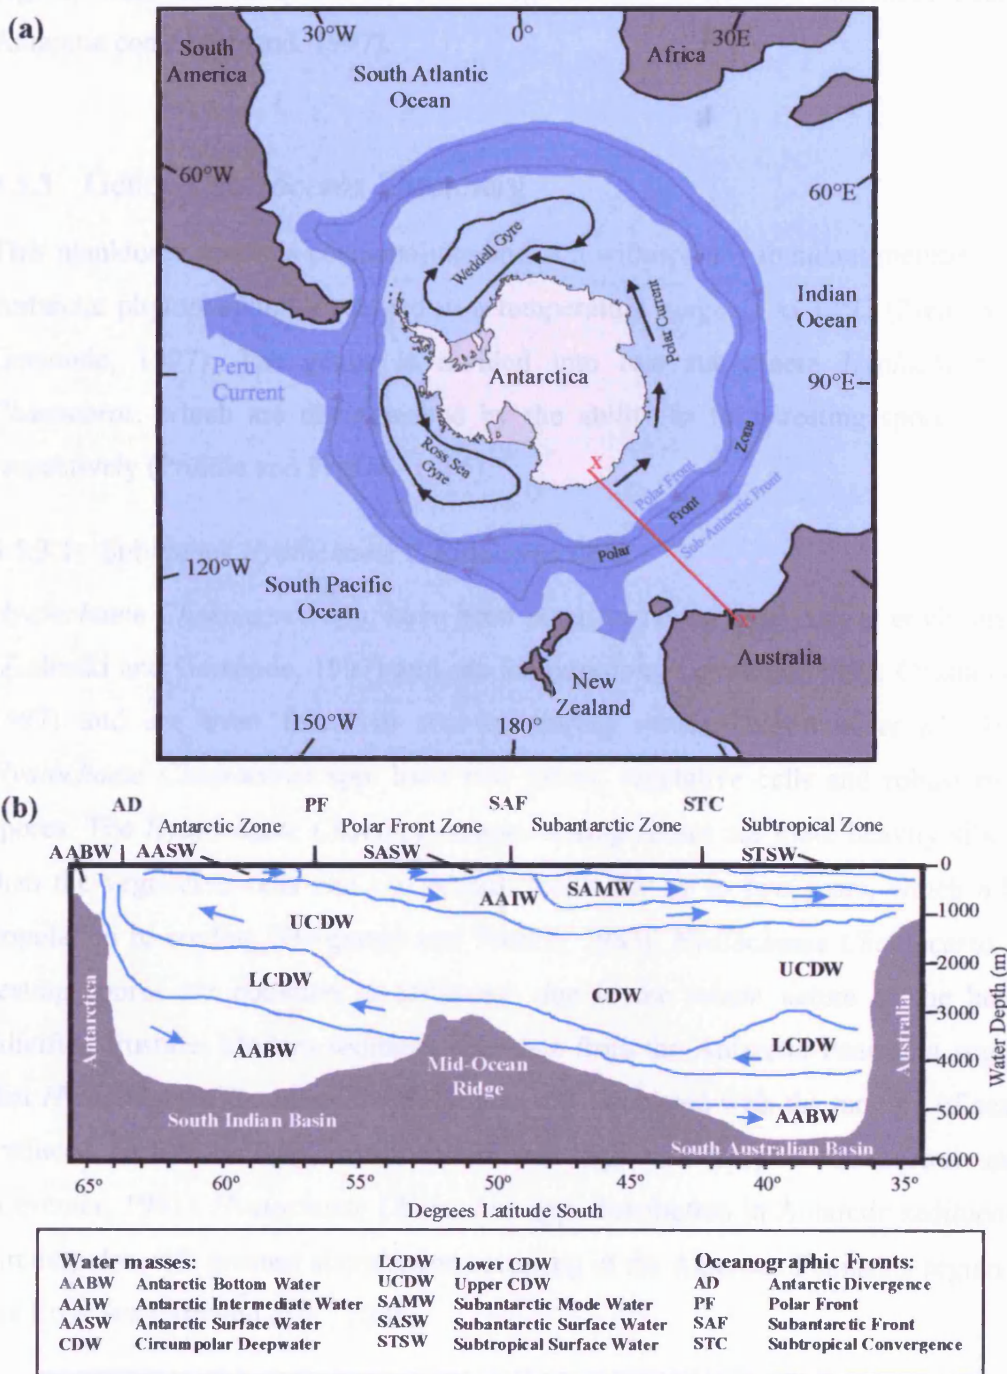 (a)
30°W 0° 30E
South
America
South Atlantic
Ocean
Africa
60°W
60°E
Weddell Gyre
Indian
Ocean
Polar Current
Peru
Current
Antarctica
90°E
Zone
Ross Sea
Gyre
X
Polar Front
Front
Sub-Antarctic Front
Polar
120°W
South Pacific
Ocean
X'
Australia
New
Zealand
150°W
180°
(b)
AD PF SAF STC
Antarctic Zone Polar Front Zone Subantarctic Zone Subtropical Zone
AABW AASW SASW STSW
0
SAMW
AAIW
1000
UCDW
UCDW
2000
LCDW
CDW
3000
AABW
LCDW
4000
Mid-Ocean
Ridge
AABW
5000
South Indian Basin
South Australian Basin
6000
Antarctica
Australia
Water Depth (m)
65° 60° 55° 50° 45° 40° 35°
Degrees Latitude South
Water masses:
AABW Antarctic Bottom Water
AAIW Antarctic Intermediate Water
AASW Antarctic Surface Water
CDW Circumpolar Deepwater
LCDW Lower CDW
UCDW Upper CDW
SAMW Subantarctic Mode Water
SASW Subantarctic Surface Water
STSW Subtropical Surface Water
Oceanographic Fronts:
AD Antarctic Divergence
PF Polar Front
SAF Subantarctic Front
STC Subtropical Convergence